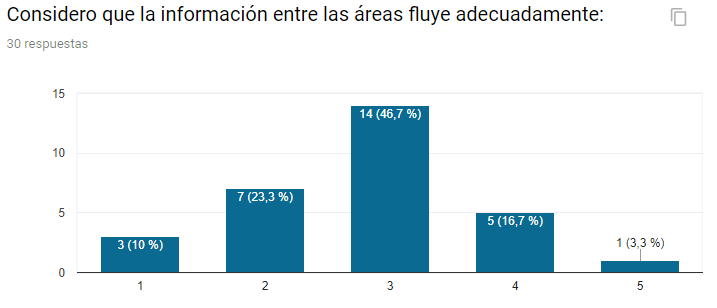 Considero que la información entre las áreas fluye adecuadamente:
30 respuestas
15
10
5
0
3 (10 %)
7 (23,3 %)
14 (46,7 %)
5 (16,7 %)
1 (3,3 %)
1
2
3
4
5